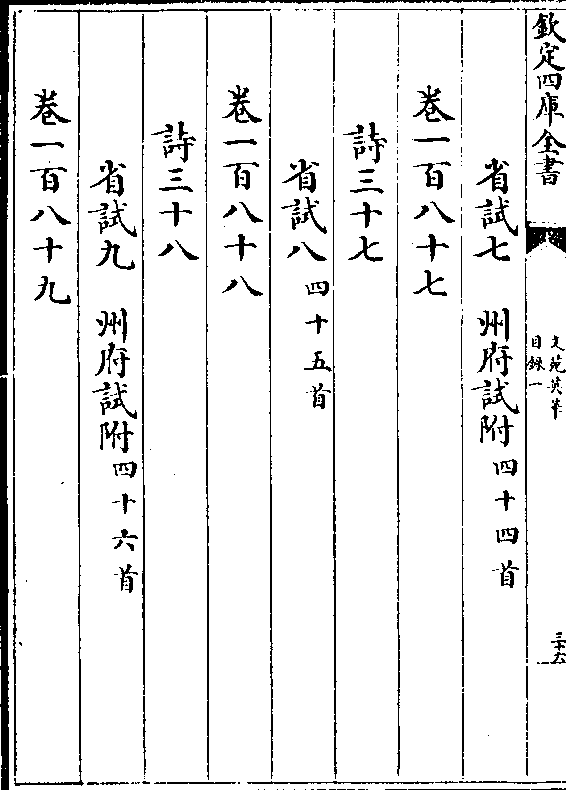 欽定四庫全書
文苑英華
目録一
三十六
省試七　州府試附四十四首
卷一百八十七
詩三十七
省試八四十五首
卷一百八十八
詩三十八
省試九　州府試附四十六首
卷一百八十九